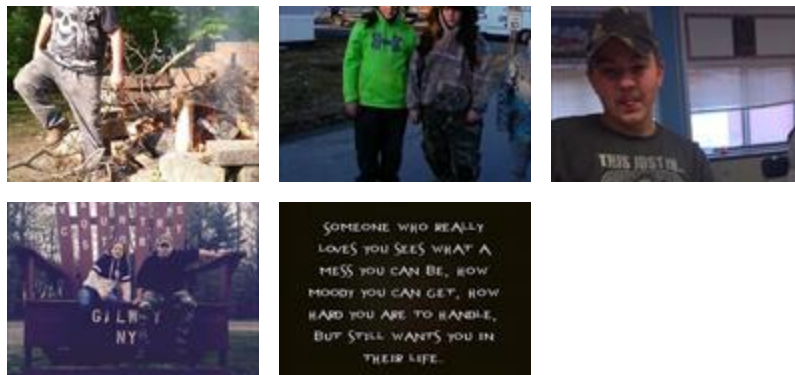 THIS JUST IN...
GALWAY
NY
SOMEONE WHO REALLY
LOVES YOU SEES WHAT A
MESS YOU CAN BE, HOW
MOODY YOU CAN GET, HOW
HARD YOU ARE TO HANDLE,
BUT STILL WANTS YOU IN
THEIR LIFE.